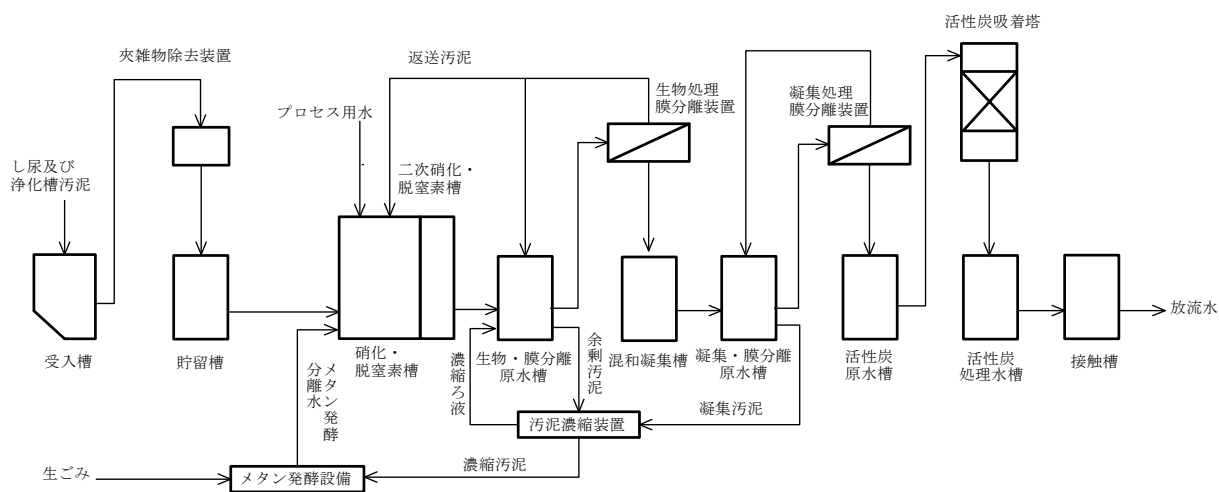 活性炭吸着塔
夾雑物除去装置
返送汚泥
生物処理
膜分離装置
凝集処理
膜分離装置
プロセス用水
し尿及び
浄化槽汚泥
二次硝化・
脱窒素槽
放流水
受入槽
貯留槽
硝化・
脱窒素槽
生物・膜分離
原水槽
混和凝集槽
凝集・膜分離
原水槽
活性炭
原水槽
活性炭
処理水槽
接触槽
メタン発酵
分離水
濃縮ろ液
余剰汚泥
凝集汚泥
汚泥濃縮装置
濃縮汚泥
生ごみ
メタン発酵設備